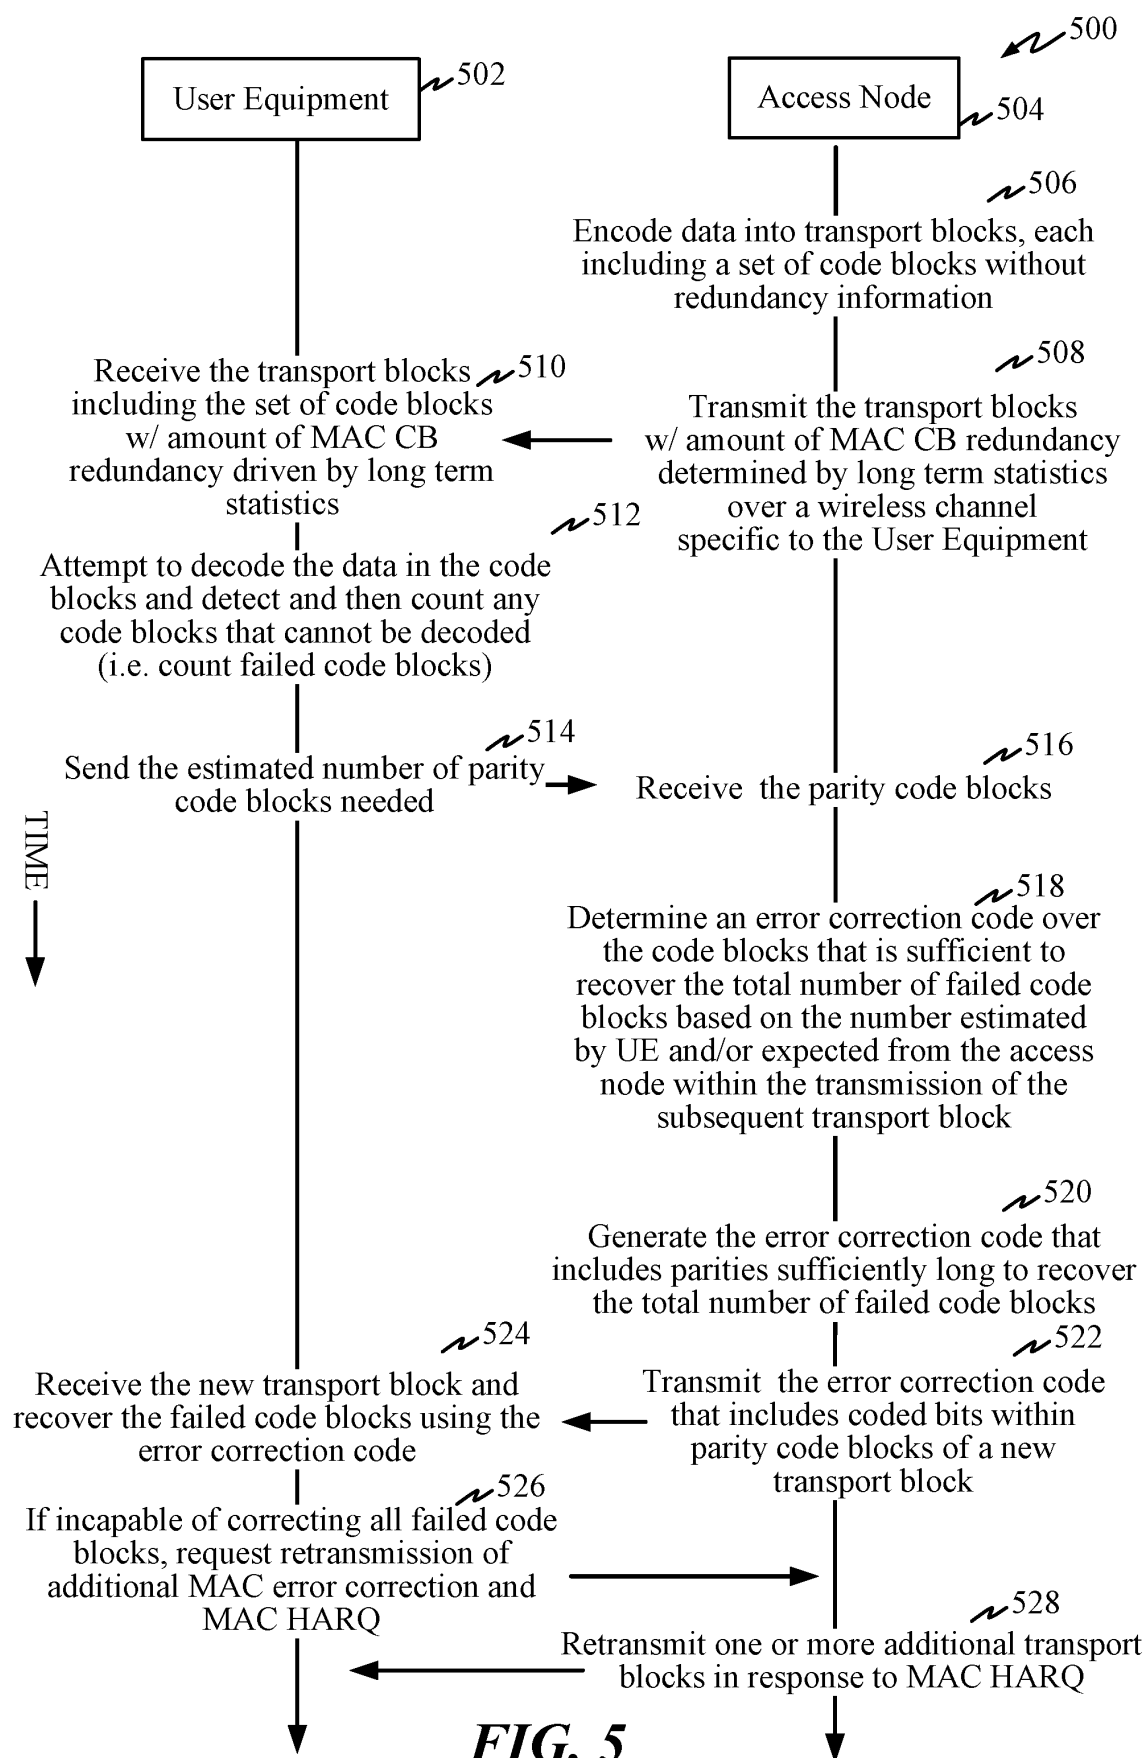 500
User Equipment
502
Access Node
504
506
Encode data into transport blocks, each
including a set of code blocks without
redundancy information
508
Transmit the transport blocks
w/ amount of MAC CB redundancy
determined by long term statistics
over a wireless channel
specific to the User Equipment
510
Receive the transport blocks
including the set of code blocks
w/ amount of MAC CB
redundancy driven by long term
statistics
512
Attempt to decode the data in the code
blocks and detect and then count any
code blocks that cannot be decoded
(i.e. count failed code blocks)
514
Send the estimated number of parity
code blocks needed
516
Receive the parity code blocks
TIME
518
Determine an error correction code over
the code blocks that is sufficient to
recover the total number of failed code
blocks based on the number estimated
by UE and/or expected from the access
node within the transmission of the
subsequent transport block
520
Generate the error correction code that
includes parities sufficiently long to recover
the total number of failed code blocks
522
Transmit the error correction code
that includes coded bits within
parity code blocks of a new
transport block
524
Receive the new transport block and
recover the failed code blocks using the
error correction code
526
If incapable of correcting all failed code
blocks, request retransmission of
additional MAC error correction and
MAC HARQ
528
Retransmit one or more additional transport
blocks in response to MAC HARQ
FIG. 5